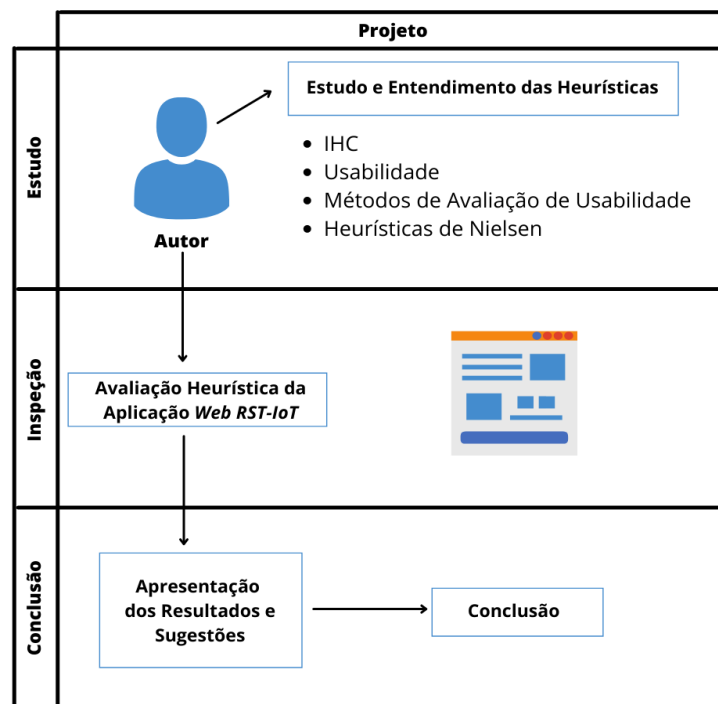 Projeto
Estudo
Estudo e Entendimento das Heurísticas
IHC
Usabilidade
Métodos de Avaliação de Usabilidade
Heurísticas de Nielsen
Autor
Inspeção
Avaliação Heurística da
Aplicação Web RST-IoT
Conclusão
Apresentação
dos Resultados e
Sugestões
Conclusão